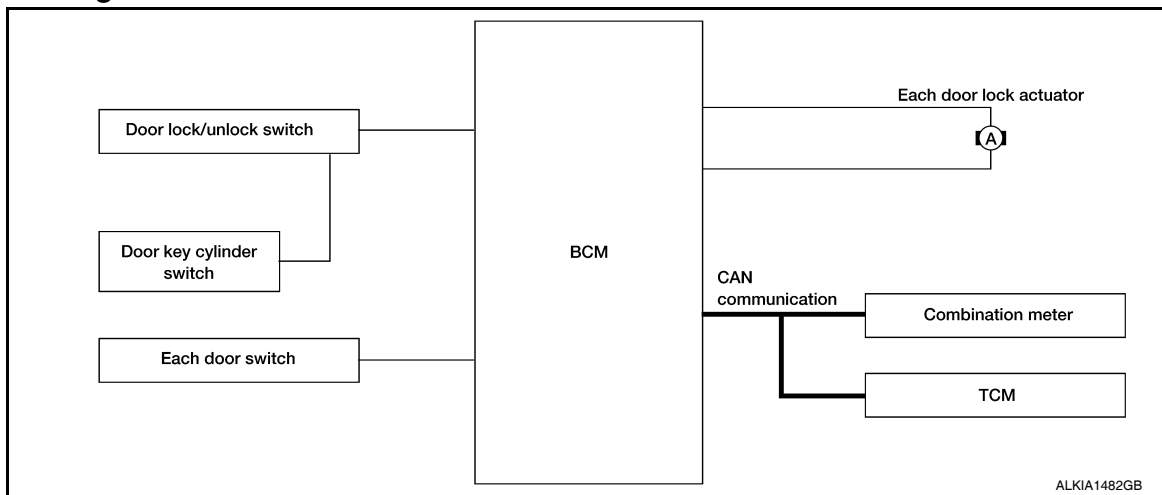 Door lock/unlock switch
Door key cylinder
switch
Each door switch
BCM
Each door lock actuator
A
CAN
communication
Combination meter
TCM
ALKIA1482GB